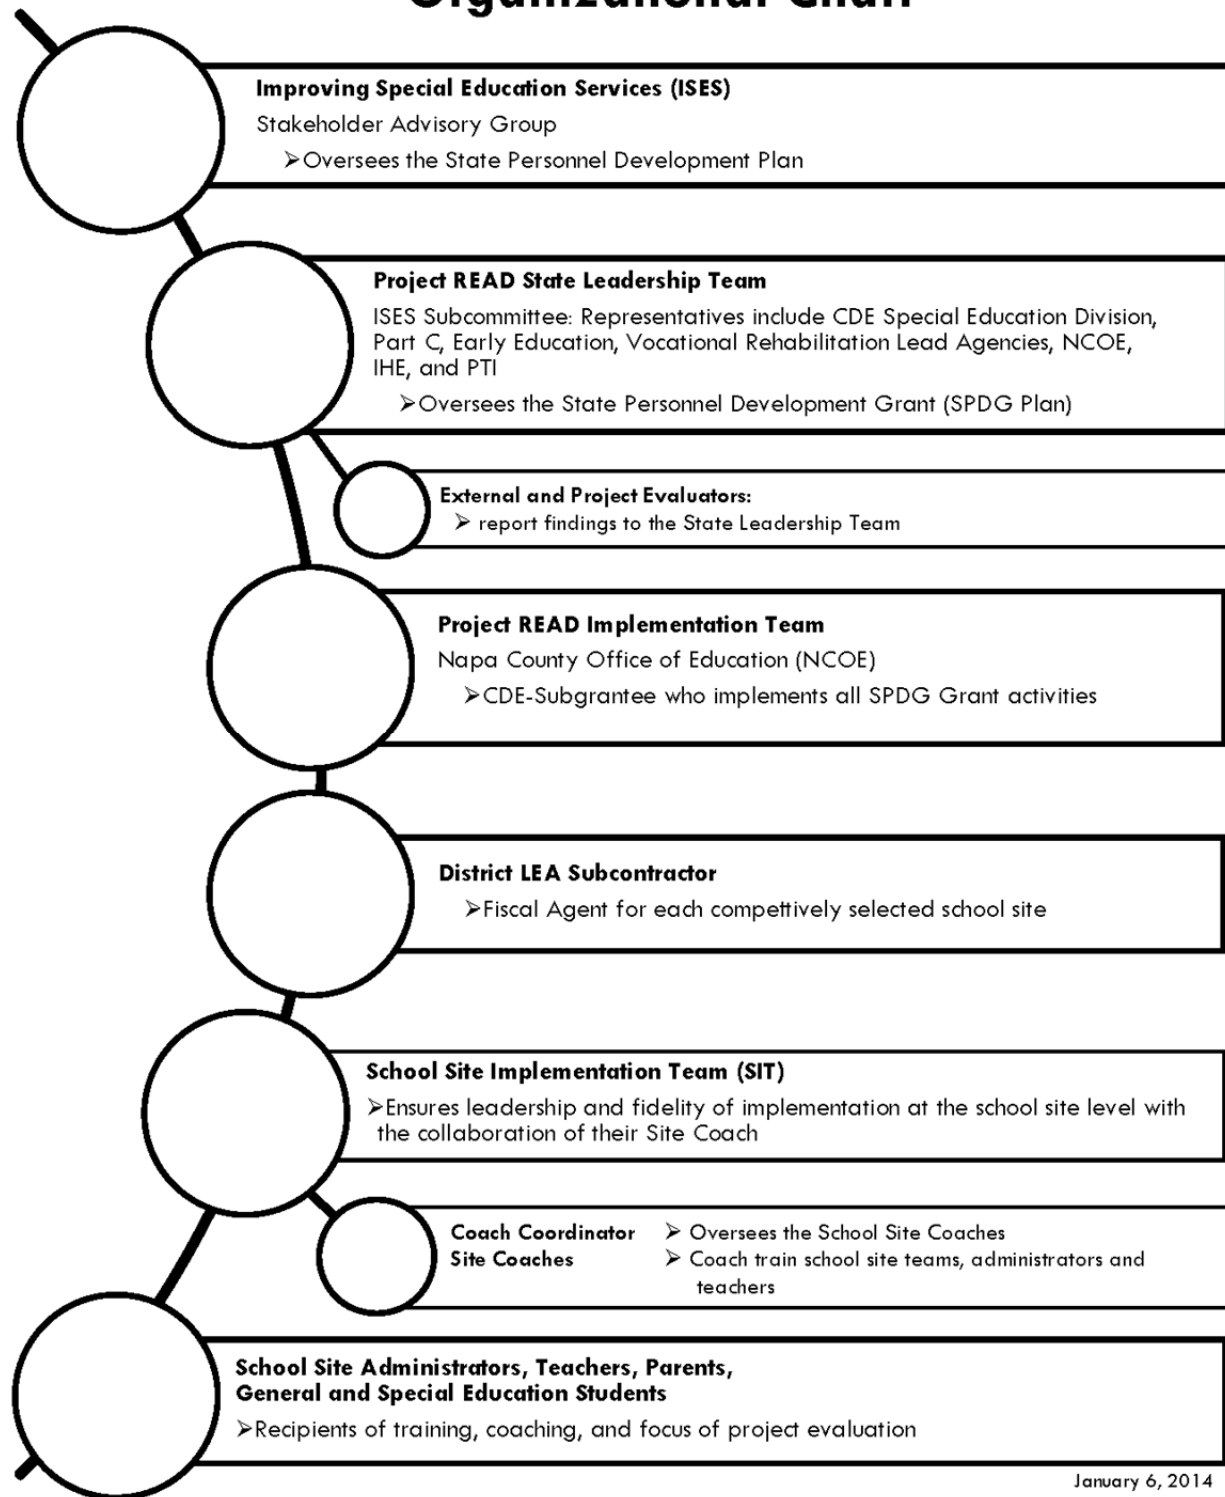 Organizational Chart
Improving Special Education Services (ISES)
Stakeholder Advisory Group
➢Oversees the State Personnel Development Plan
Project READ State Leadership Team
ISES Subcommittee: Representatives include CDE Special Education Division,
Part C, Early Education, Vocational Rehabilitation Lead Agencies, NCOE,
IHE, and PTI
➢Oversees the State Personnel Development Grant (SPDG Plan)
External and Project Evaluators:
➢ report findings to the State Leadership Team
Project READ Implementation Team
Napa County Office of Education (NCOE)
➢CDE-Subgrantee who implements all SPDG Grant activities
District LEA Subcontractor
➢Fiscal Agent for each compettively selected school site
School Site Implementation Team (SIT)
➢Ensures leadership and fidelity of implementation at the school site level with
the collaboration of their Site Coach
Coach Coordinator ➢ Oversees the School Site Coaches
Site Coaches ➢ Coach train school site teams, administrators and
teachers
School Site Administrators, Teachers, Parents,
General and Special Education Students
➢Recipients of training, coaching, and focus of project evaluation
January 6, 2014